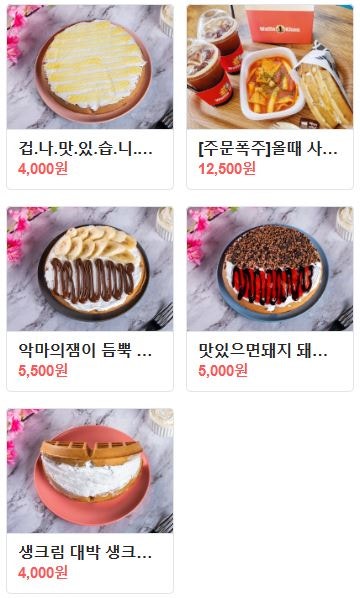 겁.나.맛.있.습.니....
4,000원
[주문폭주]올때 사...
12,500원
악마의잼이 듬뿍 ...
5,500원
맛있으면돼지 돼...
5,000원
생크림 대박 생크...
4,000원